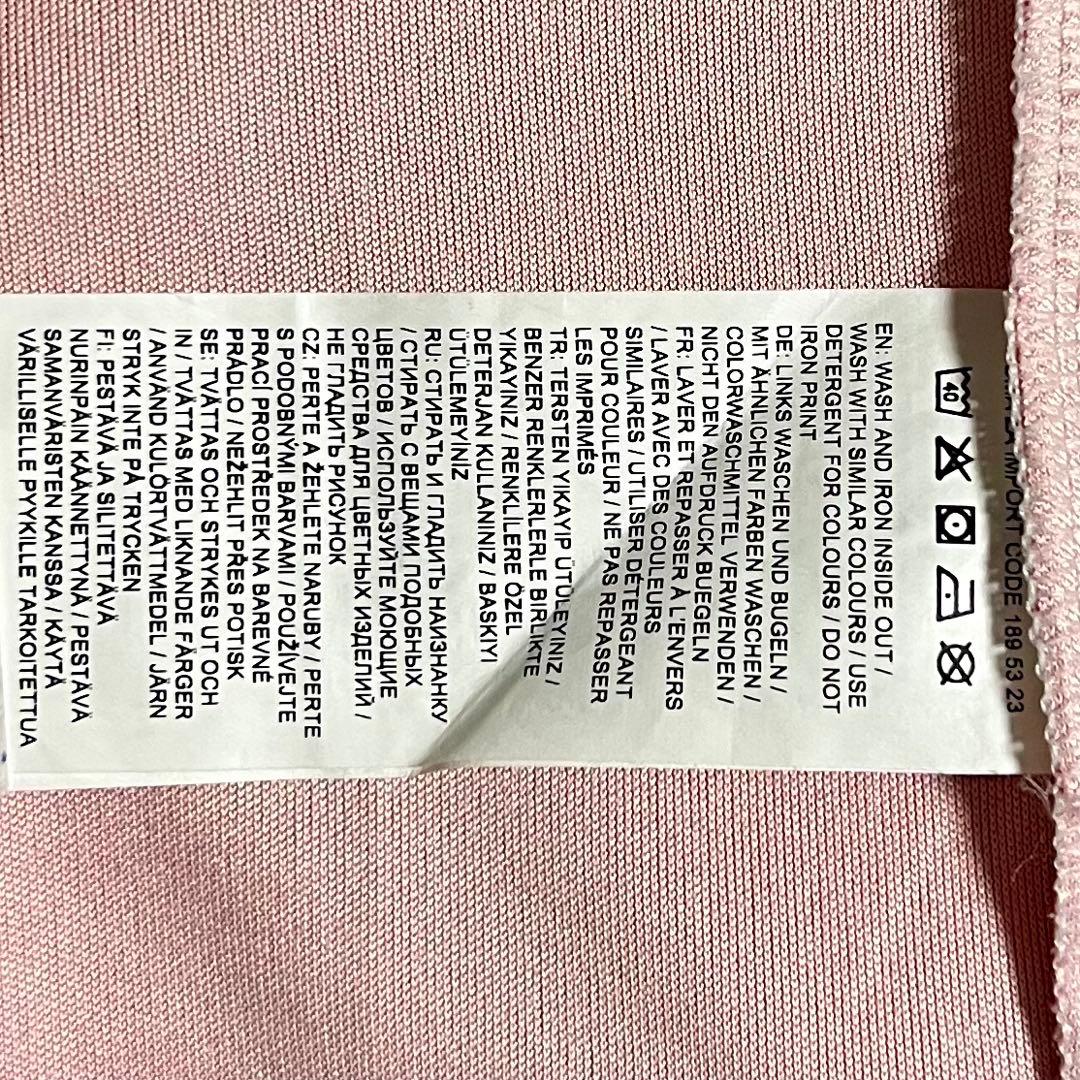 IMPORT CODE 189 53 23
40
EN: WASH AND IRON INSIDE OUT /
WASH WITH SIMILAR COLOURS / USE
DETERGENT FOR COLOURS / DO NOT
IRON PRINT
DE: LINKS WASCHEN UND BUGELN /
MIT ÄHNLICHEN FARBEN WASCHEN /
COLORWASCHMITTEL VERWENDEN /
NICHT DEN AUFDRUCK BUEGELN
FR: LAVER ET REPASSER À L'ENVERS
/ LAVER AVEC DES COULEURS
SIMILAIRES / UTILISER DÉTERGEANT
POUR COULEUR / NE PAS REPASSER
LES IMPRIMÉS
TR: TERSTEN YIKAYIP ÜTÜLEYINIZ /
BENZER RENKLERLE BIRLIKTE
YIKAYINIZ / RENKLİLERE ÖZEL
DETERJAN KULLANINIZ / BASKIYI
ÜTÜLEMEYİNİZ
RU: СТИРАТЬ И ГЛАДИТЬ НАИЗНАНКУ
/ СТИРАТЬ С ВЕЩАМИ ПОДОБНЫХ
ЦВЕТОВ / ИСПОЛЬЗУЙТЕ МОЮЩИЕ
СРЕДСТВА ДЛЯ ЦВЕТНЫХ ИЗДЕЛИЙ /
НЕ ГЛАДИТЬ РИСУНОК
CZ: PERTE A ŽEHLETE NARUBY / PERTE
S PODOBNÝMI BARVAMI / POUŽÍVEJTE
PRACÍ PROSTŘEDEK NA BAREVNÉ
PRÁDLO / NEŽEHLIT PŘES POTISK
SE: TVÄTTAS OCH STRYKES UT OCH
IN / TVÄTTAS MED LIKNANDE FÄRGER
/ ANVÄND KULÖRTVÄTTMEDEL / JÄRN
STRYK INTE PÅ TRYCKEN
FI: PESTÄVÄ JA SILITETTÄVÄ
NURINPÄIN KÄÄNNETTYNÄ / PESTÄVÄ
SAMANVÄRISTEN KANSSA / KÄYTÄ
VÄRILLISELLE PYYKILLE TARKOITETTUA